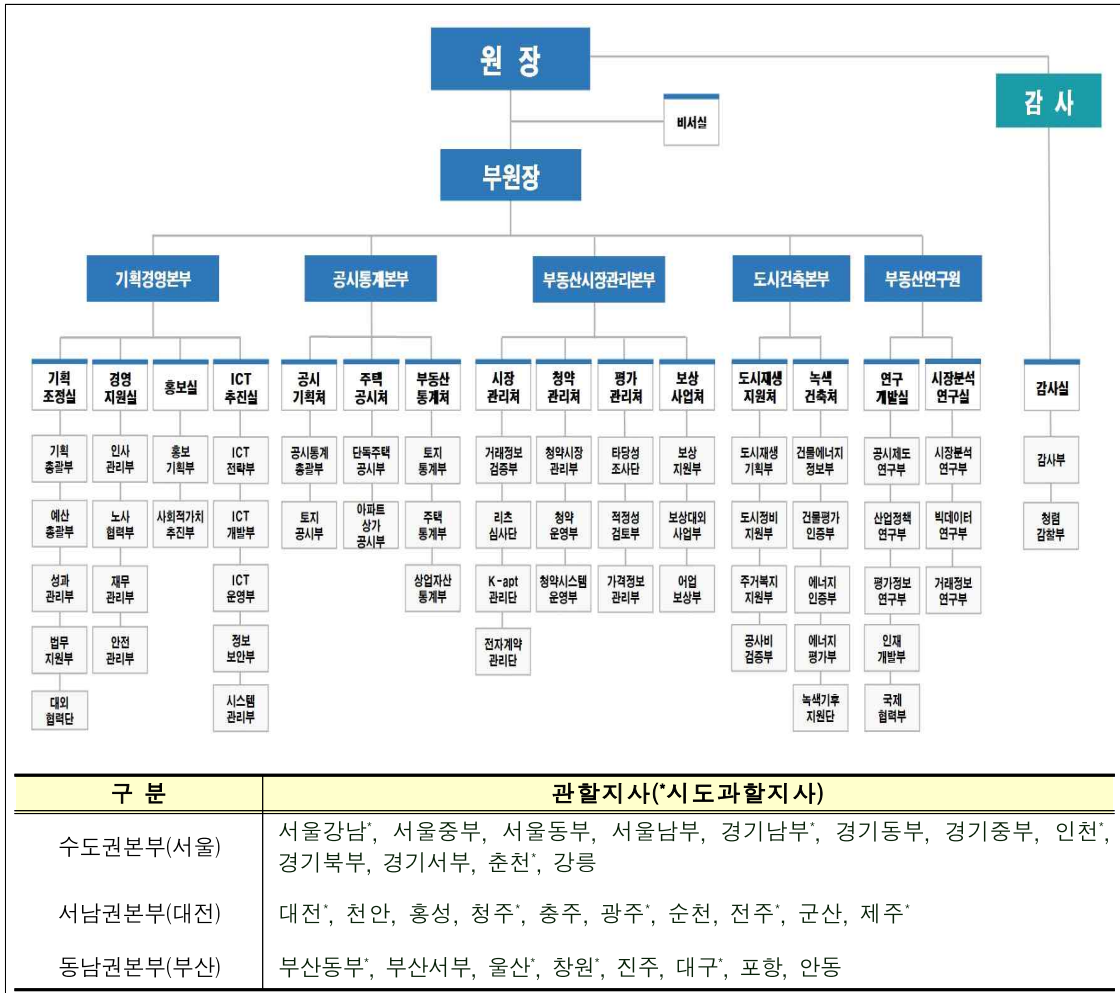 원 장
감 사
비서실
부원장
기획경영본부 공시통계본부 부동산시장관리본부 도시건축본부 부동산연구원
기획
조정실
경영
지원실
홍보실
ICT
추진실
공시
기획처
주택
공시처
부동산
통계처
시장
관리처
청약
관리처
평가
관리처
보상
사업처
도시재생
지원처
녹색
건축처
연구
개발실
시장분석
연구실
감사실
기획
총괄부
인사
관리부
홍보
기획부
ICT
전략부
공시통계
총괄부
단독주택
공시부
토지
통계부
거래정보
검증부
청약시장
관리부
타당성
조사단
보상
지원부
도시재생
기획부
건물에너지
정보부
공시제도
연구부
시장분석
연구부
감사부
예산
총괄부
노사
협력부
사회적가치
추진부
ICT
개발부
토지
공시부
아파트
상가
공시부
주택
통계부
리츠
심사단
청약
운영부
적정성
검토부
보상대외
사업부
도시정비
지원부
건물평가
인증부
산업정책
연구부
빅데이터
연구부
청렴
감찰부
성과
관리부
재무
관리부
ICT
운영부
상업자산
통계부
K-apt
관리단
청약시스템
운영부
가격정보
관리부
어업
보상부
주거복지
지원부
에너지
인증부
평가정보
연구부
거래정보
연구부
법무
지원부
안전
관리부
정보
보안부
전자계약
관리단
공사비
검증부
에너지
평가부
인재
개발부
대외
협력단
시스템
관리부
녹색기후
지원단
국제
협력부
구 분 관할지사(*시도과할지사)
수도권본부(서울) 서울강남*, 서울중부, 서울동부, 서울남부, 경기남부*, 경기동부, 경기중부, 인천*,
경기북부, 경기서부, 춘천*, 강릉
서남권본부(대전) 대전*, 천안, 홍성, 청주*, 충주, 광주*, 순천, 전주*, 군산, 제주*
동남권본부(부산) 부산동부*, 부산서부, 울산*, 창원*, 진주, 대구*, 포항, 안동